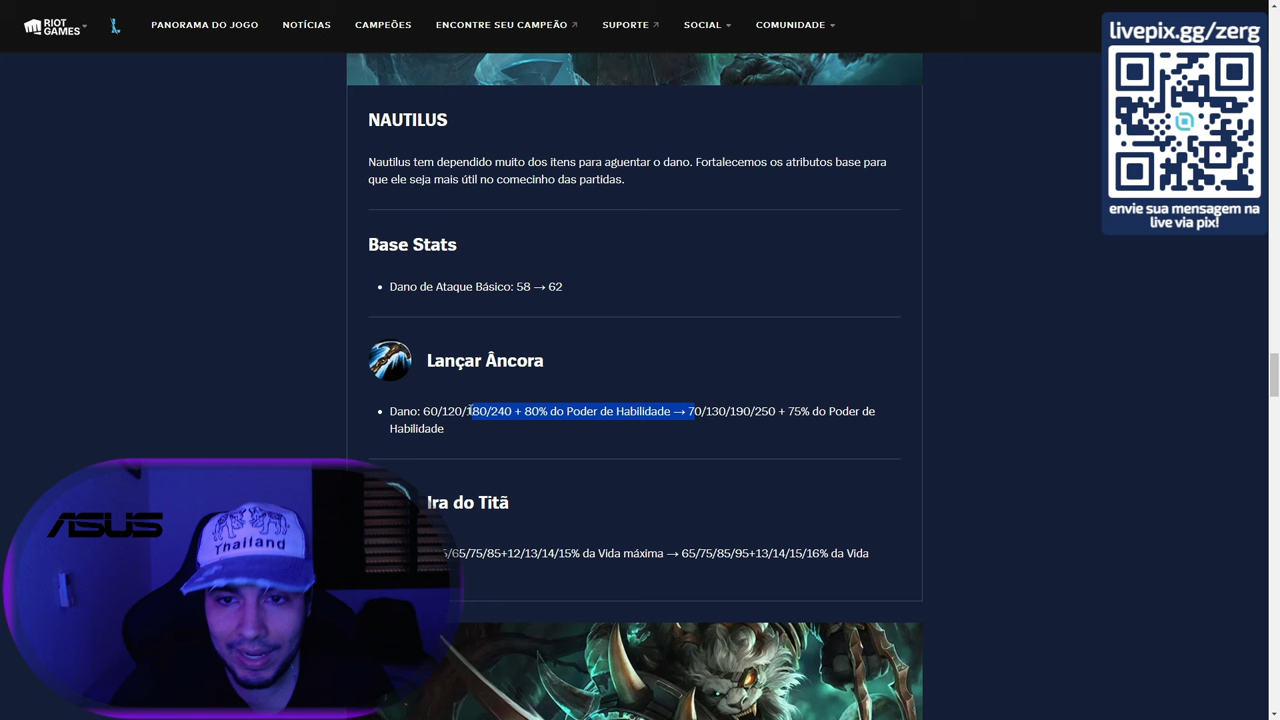 RIOT GAMES
PANORAMA DO JOGO NOTÍCIAS CAMPEÕES ENCONTRE SEU CAMPEÃO SUPORTE SOCIAL COMUNIDADE
livepix.gg/zerg
envie sua mensagem na
live via pix!
NAUTILUS
Nautilus tem dependido muito dos itens para aguentar o dano. Fortalecemos os atributos base para
que ele seja mais útil no comecinho das partidas.
Base Stats
• Dano de Ataque Básico: 58 → 62
Lançar Âncora
• Dano: 60/120/180/240 + 80% do Poder de Habilidade → 70/130/190/250 + 75% do Poder de
Habilidade
Ira do Titã
/65/75/85+12/13/14/15% da Vida máxima → 65/75/85/95+13/14/15/16% da Vida
ASUS
Thailand